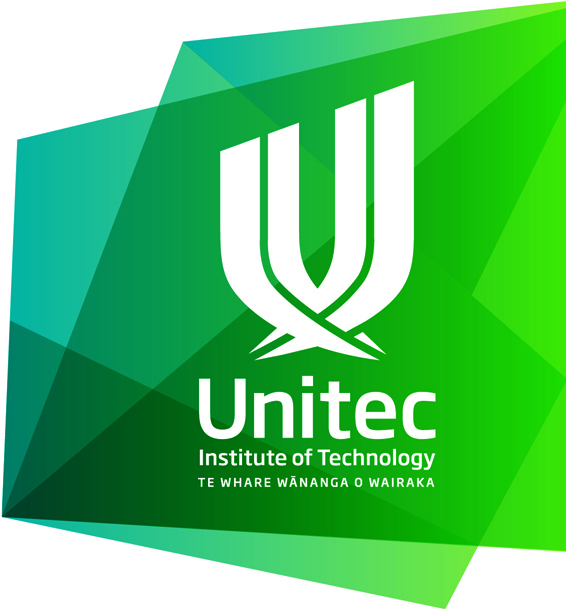 Unitec
Institute of Technology
TE WHARE WĀNANGA O WAIRAKA